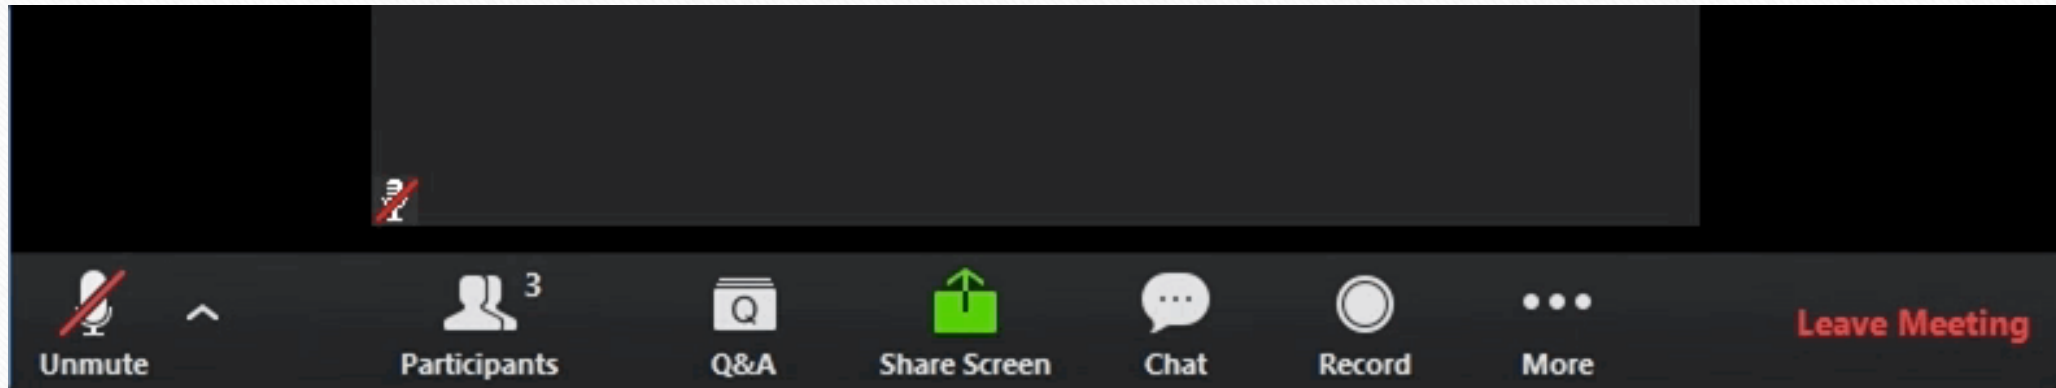 3
Q
Unmute
Participants
Q&A
Share Screen
Chat
Record
More
Leave Meeting